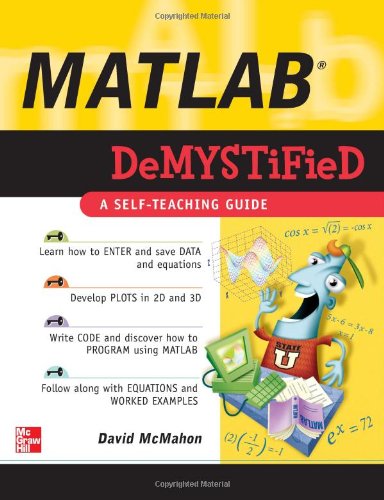 Copyrighted Material
MATLAB®
DeMYSTiFieD
A SELF-TEACHING GUIDE
Learn how to ENTER and save DATA
and equations
Develop PLOTS in 2D and 3D
Write CODE and discover how to
PROGRAM using MATLAB
Follow along with EQUATIONS and
WORKED EXAMPLES
cos x = √(2) = -cos x
5x-6 = 3x-8
x=1
STATE
U
e^x = 72
(2)(-1/2)
Mc
Graw
Hill
David McMahon
Copyrighted Material